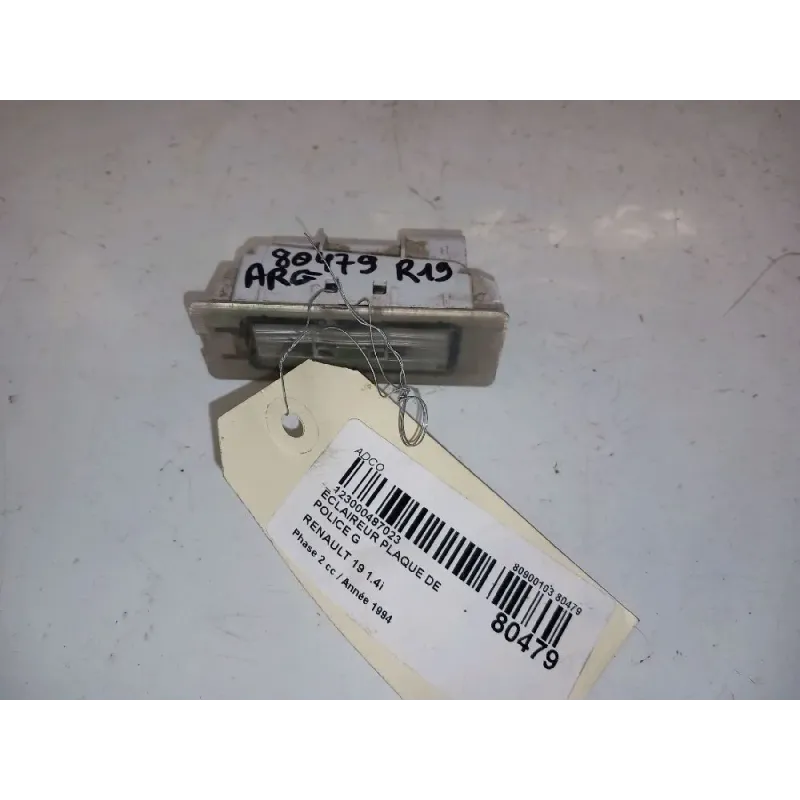 80479 R19
ARG
ADCO
123000487023
ECLAIREUR PLAQUE DE
POLICE G
RENAULT 19 1.4i
Phase 2 cc / Année 1994
80900103 80479
80479